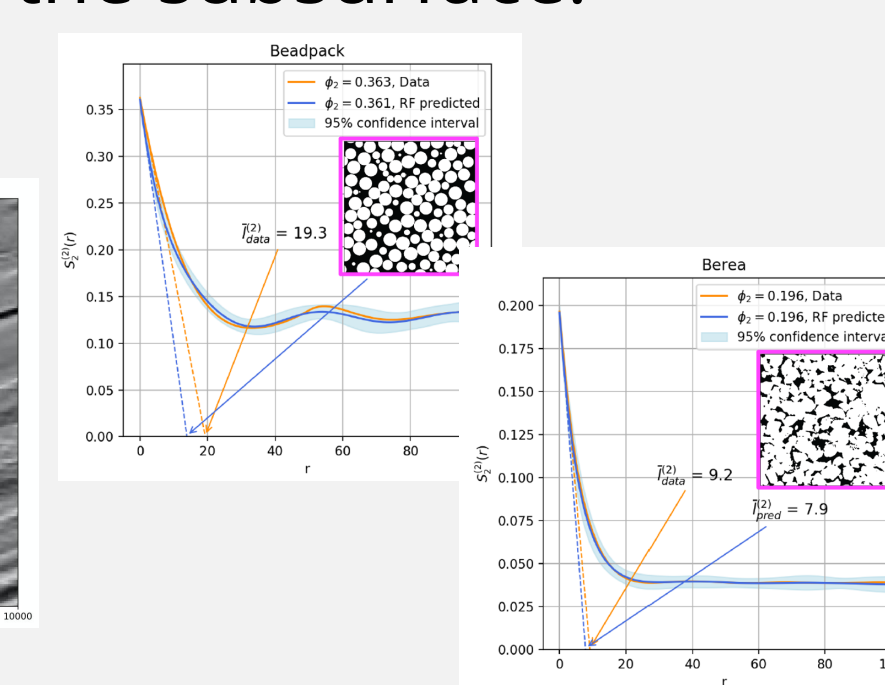 the subsurface.
Beadpack
ϕ₂ = 0.363, Data
ϕ₂ = 0.361, RF predicted
95% confidence interval
0.35
0.30
0.25
0.20
0.15
0.10
0.05
0.00
S₂⁽²⁾(r)
l̄⁽²⁾data = 19.3
0 20 40 60 80
r
10000
Berea
ϕ₂ = 0.196, Data
ϕ₂ = 0.196, RF predicte
95% confidence interva
0.200
0.175
0.150
0.125
0.100
0.075
0.050
0.025
0.000
S₂⁽²⁾(r)
l̄⁽²⁾data = 9.2
l̄⁽²⁾pred = 7.9
0 20 40 60 80 1
r